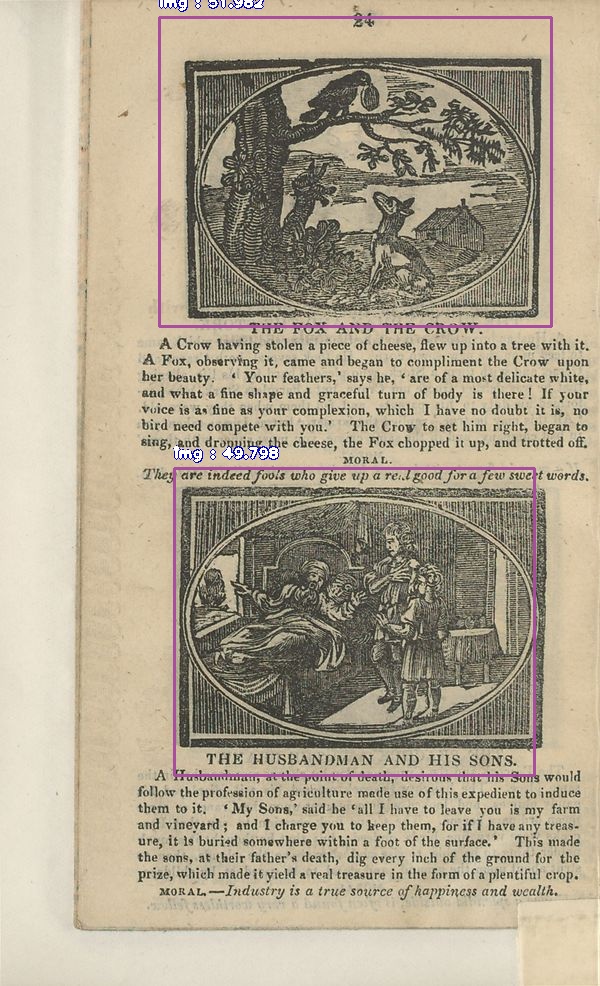 img : 51.982
24
THE FOX AND THE CROW.
A Crow having stolen a piece of cheese, flew up into a tree with it.
A Fox, observing it, came and began to compliment the Crow upon
her beauty. ‘ Your feathers,’ says he, ‘ are of a most delicate white,
and what a fine shape and graceful turn of body is there! If your
voice is as fine as your complexion, which I have no doubt it is, no
bird need compete with you.’ The Crow to set him right, began to
sing, and dropping the cheese, the Fox chopped it up, and trotted off.
img : 49.798
MORAL.
They are indeed fools who give up a real good for a few sweet words.
THE HUSBANDMAN AND HIS SONS.
A Husbandman, at the point of death, desirous that his Sons would
follow the profession of agriculture made use of this expedient to induce
them to it. ‘My Sons,’ said he ‘all I have to leave you is my farm
and vineyard ; and I charge you to keep them, for if I have any treas-
ure, it is buried somewhere within a foot of the surface.’ This made
the sons, at their father’s death, dig every inch of the ground for the
prize, which made it yield a real treasure in the form of a plentiful crop.
MORAL.—Industry is a true source of happiness and wealth.